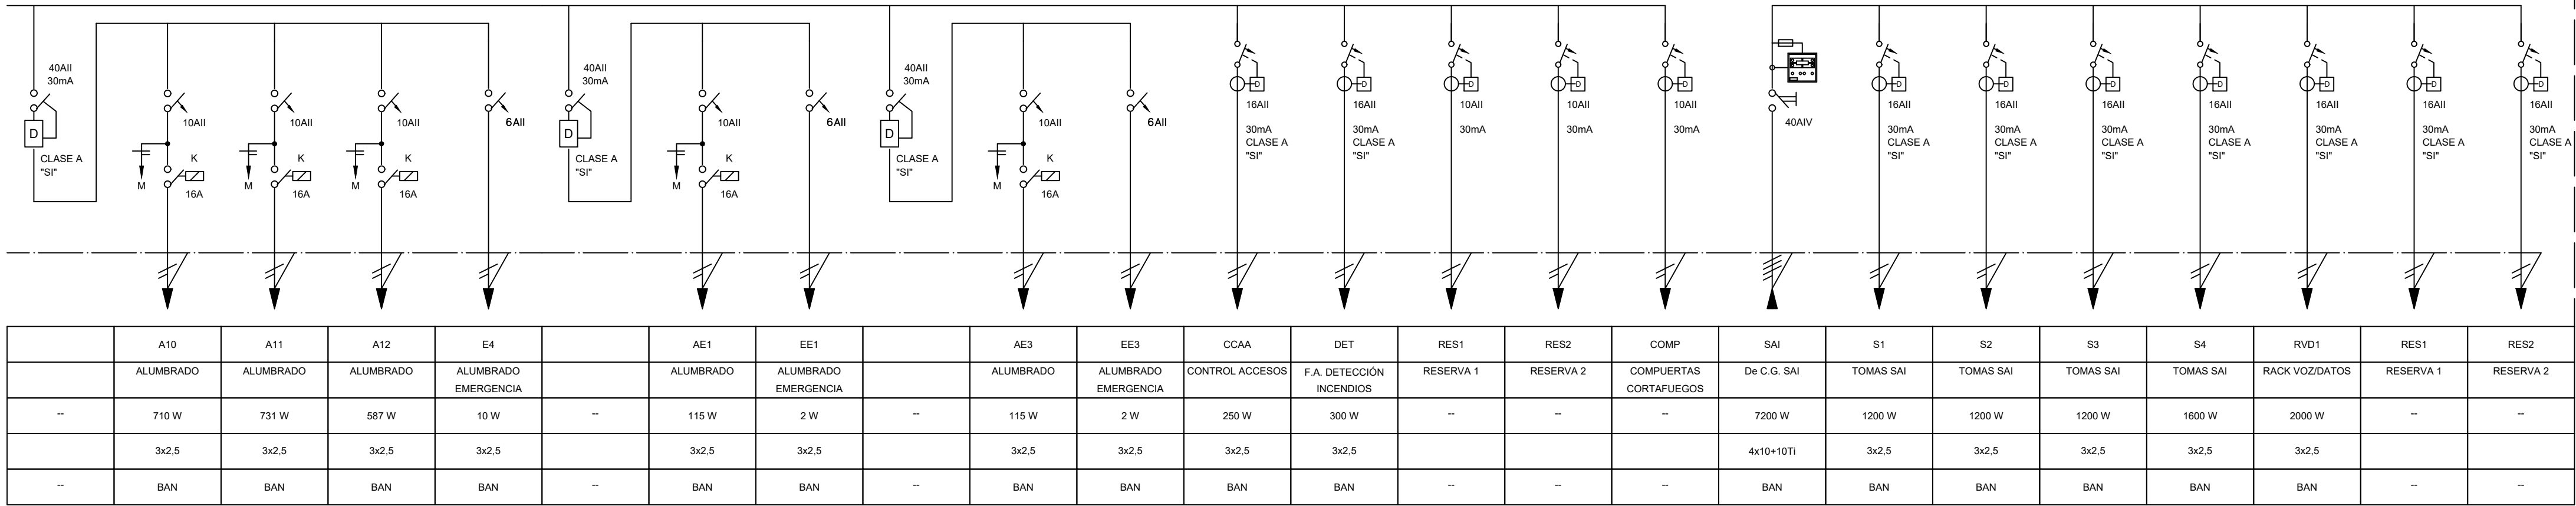 40AII
30mA
D
CLASE A
"SI"
10AII
M
K
16A
10AII
M
K
16A
10AII
M
K
16A
6AII
40AII
30mA
D
CLASE A
"SI"
10AII
M
K
16A
6AII
40AII
30mA
D
CLASE A
"SI"
10AII
M
K
16A
6AII
D
16AII
30mA
CLASE A
"SI"
D
16AII
30mA
CLASE A
"SI"
D
10AII
30mA
D
10AII
30mA
D
10AII
30mA
40AIV
D
16AII
30mA
CLASE A
"SI"
D
16AII
30mA
CLASE A
"SI"
D
16AII
30mA
CLASE A
"SI"
D
16AII
30mA
CLASE A
"SI"
D
16AII
30mA
CLASE A
"SI"
D
16AII
30mA
CLASE A
"SI"
D
16AII
30mA
CLASE A
"SI"
A10 A11 A12 E4 AE1 EE1 AE3 EE3 CCAA DET RES1 RES2 COMP SAI S1 S2 S3 S4 RVD1 RES1 RES2
ALUMBRADO ALUMBRADO ALUMBRADO ALUMBRADO ALUMBRADO ALUMBRADO ALUMBRADO ALUMBRADO CONTROL ACCESOS F.A. DETECCIÓN RESERVA 1 RESERVA 2 COMPUERTAS De C.G. SAI TOMAS SAI TOMAS SAI TOMAS SAI TOMAS SAI RACK VOZ/DATOS RESERVA 1 RESERVA 2
EMERGENCIA EMERGENCIA EMERGENCIA INCENDIOS CORTAFUEGOS
-- 710 W 731 W 587 W 10 W -- 115 W 2 W -- 115 W 2 W 250 W 300 W -- -- -- 7200 W 1200 W 1200 W 1200 W 1600 W 2000 W -- --
3x2,5 3x2,5 3x2,5 3x2,5 3x2,5 3x2,5 3x2,5 3x2,5 3x2,5 3x2,5 4x10+10Ti 3x2,5 3x2,5 3x2,5 3x2,5 3x2,5
-- BAN BAN BAN BAN -- BAN BAN -- BAN BAN BAN BAN -- -- -- BAN BAN BAN BAN BAN BAN -- --